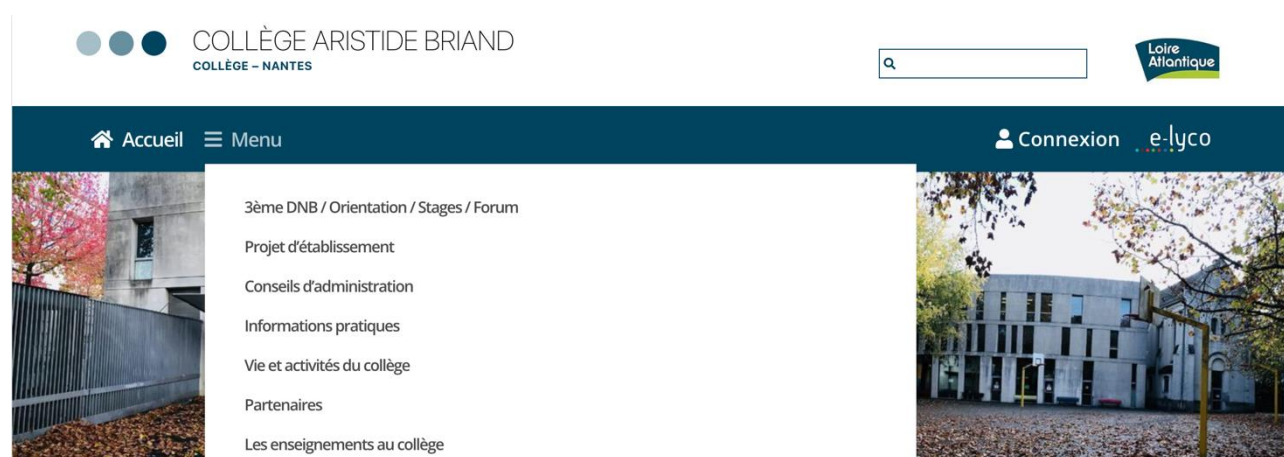 COLLÈGE ARISTIDE BRIAND
COLLÈGE – NANTES
Loire
Atlantique
Accueil Menu Connexion e-lyco
3ème DNB / Orientation / Stages / Forum
Projet d'établissement
Conseils d'administration
Informations pratiques
Vie et activités du collège
Partenaires
Les enseignements au collège